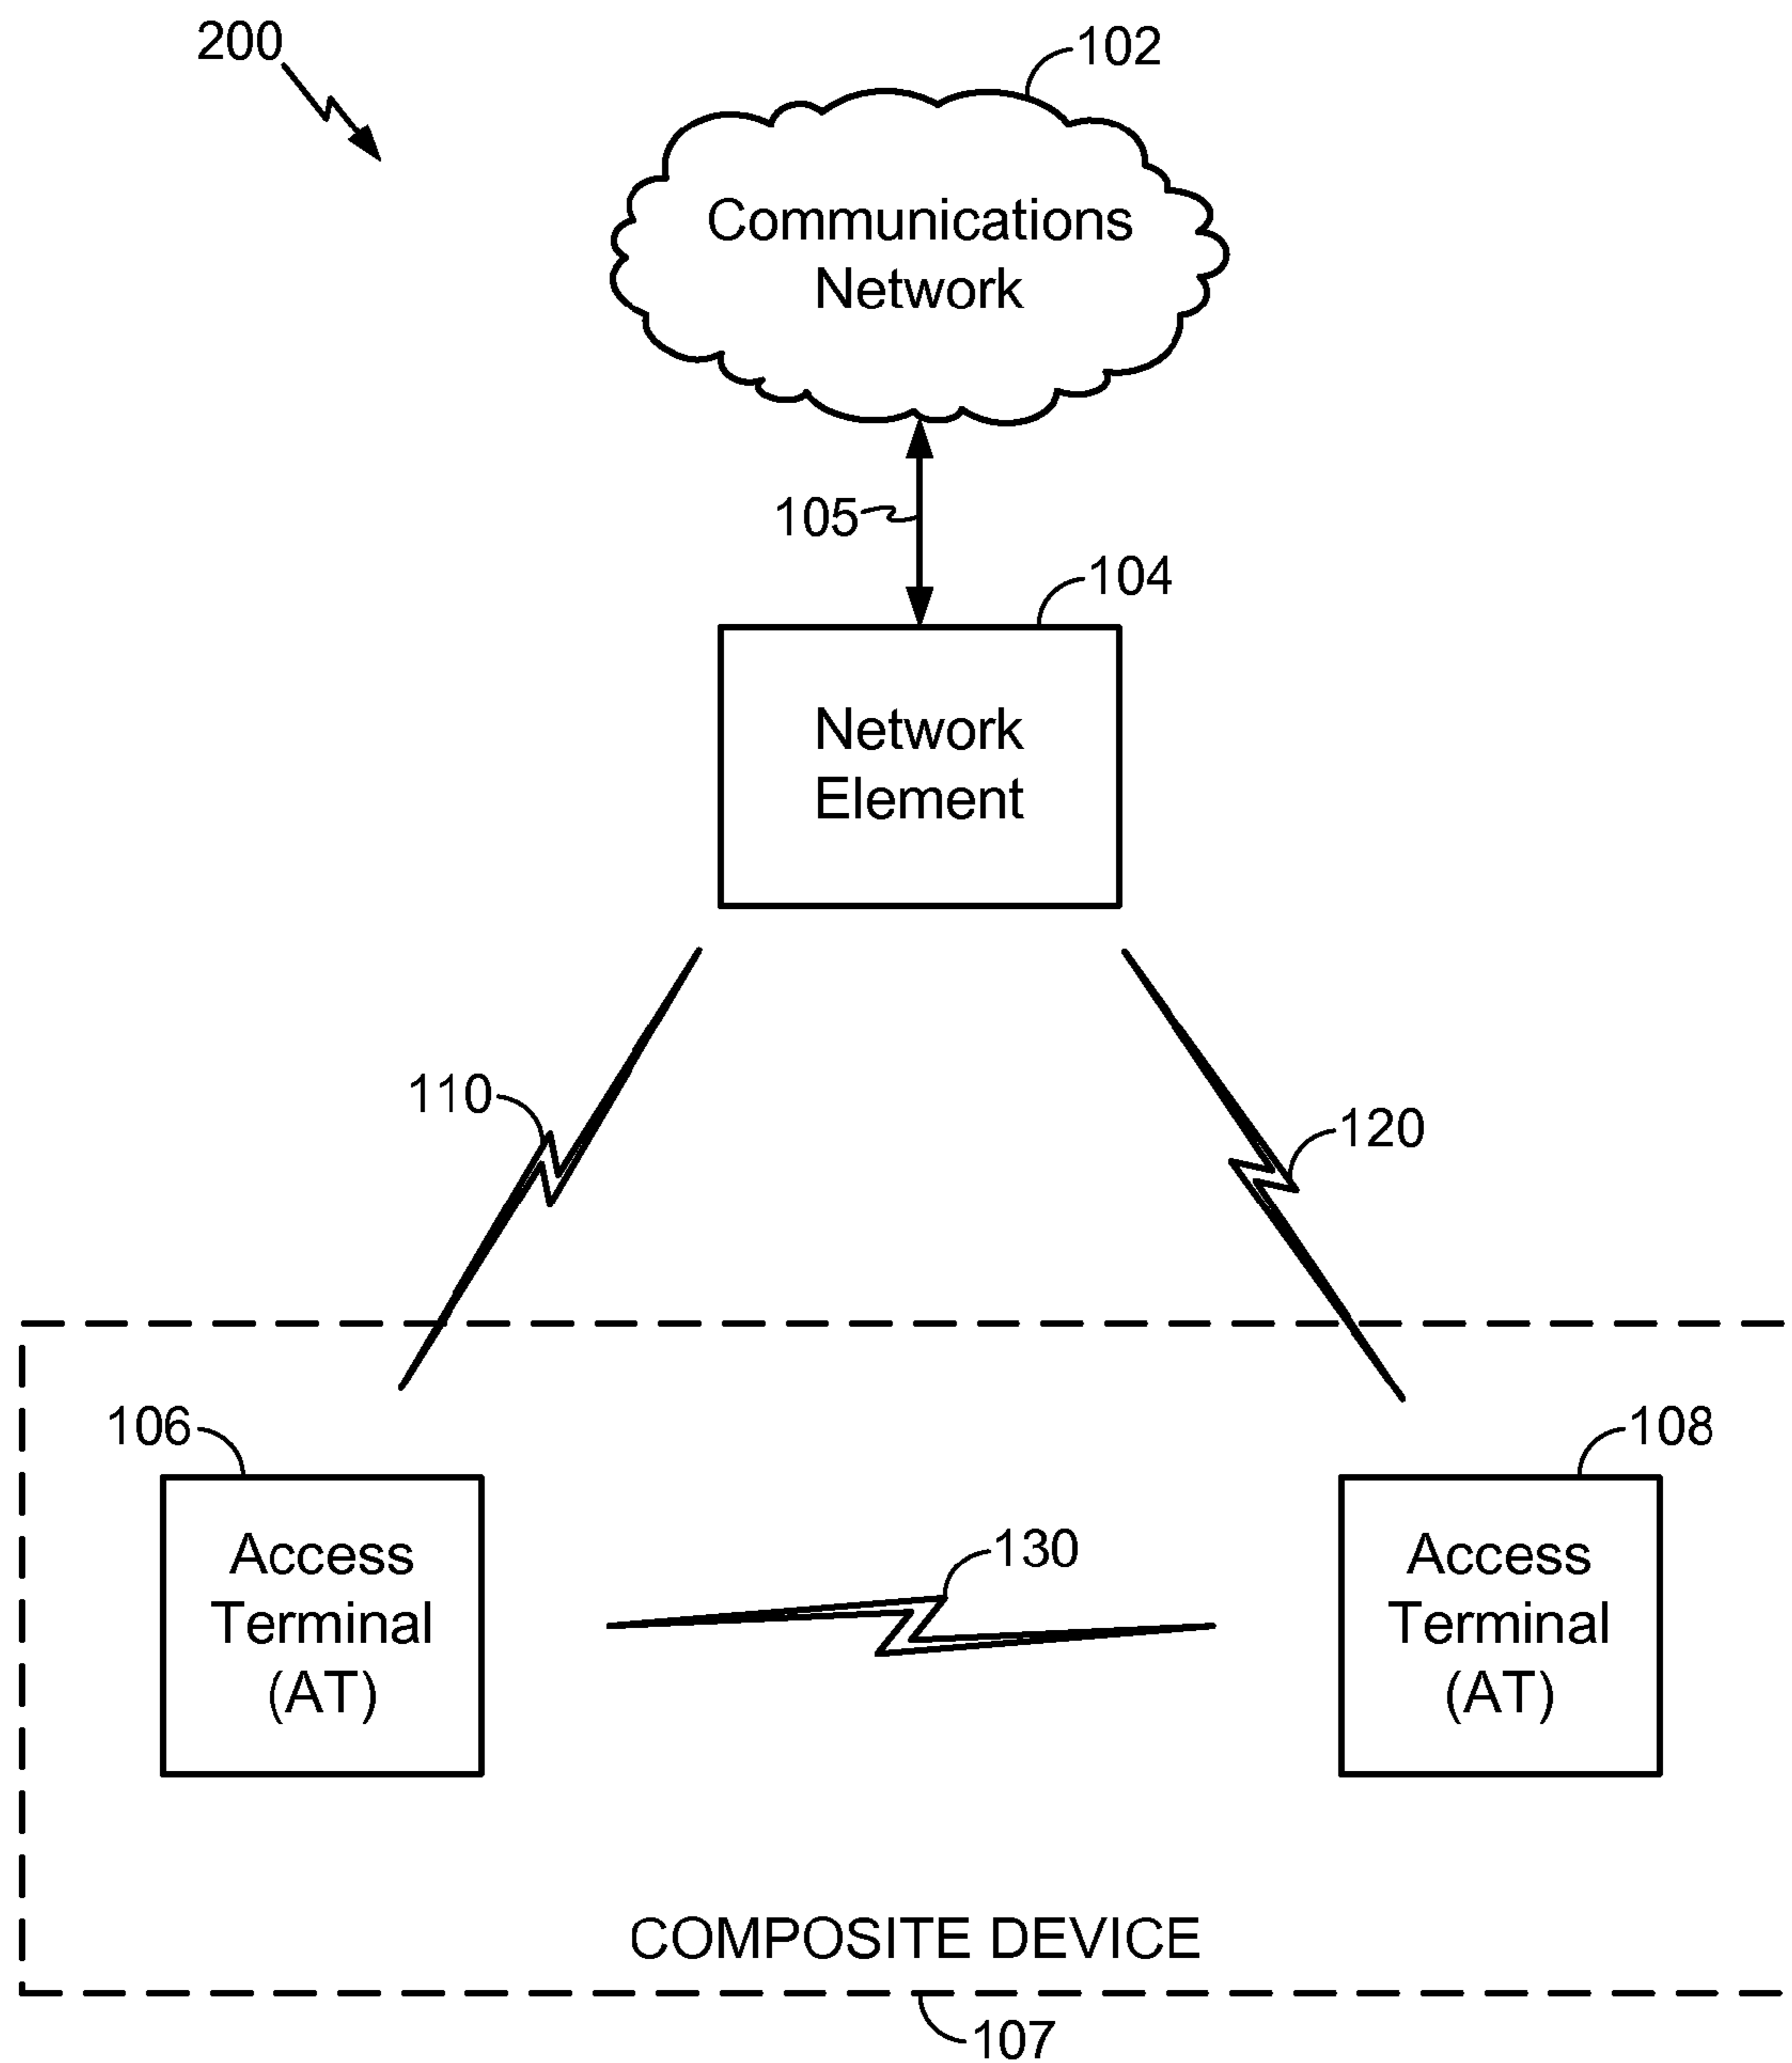 200
102
Communications
Network
105
104
Network
Element
110
120
106
108
Access
Terminal
(AT)
130
Access
Terminal
(AT)
COMPOSITE DEVICE
107